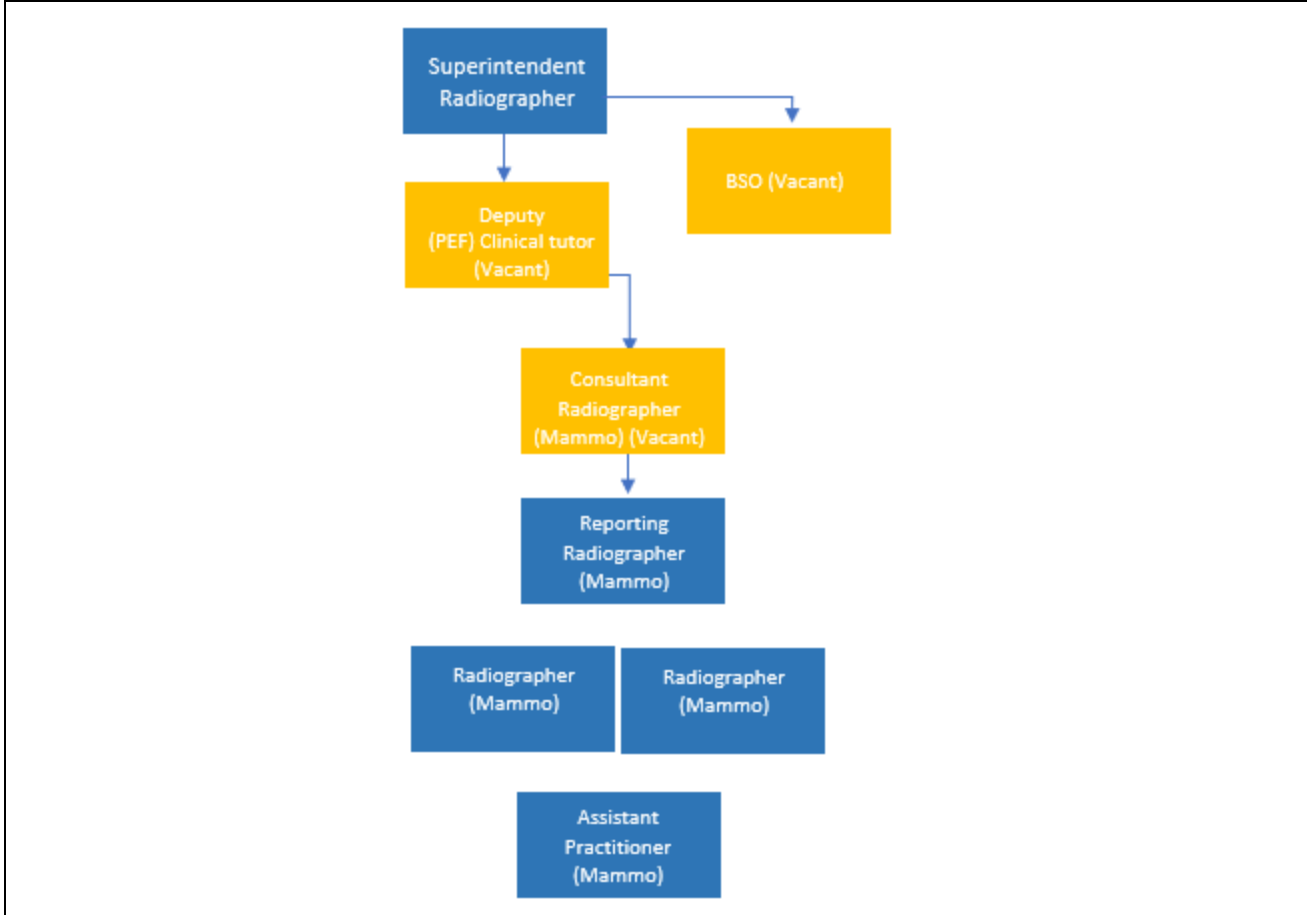 Superintendent
Radiographer
BSO (Vacant)
Deputy
(PEF) Clinical tutor
(Vacant)
Consultant
Radiographer
(Mammo) (Vacant)
Reporting
Radiographer
(Mammo)
Radiographer
(Mammo)
Radiographer
(Mammo)
Assistant
Practitioner
(Mammo)